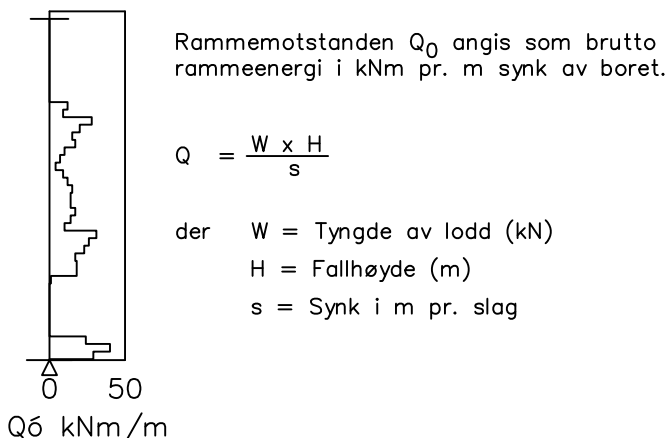 Rammemotstanden Q0 angis som brutto
rammeenergi i kNm pr. m synk av boret.
Q = W x H
s
der W = Tyngde av lodd (kN)
H = Fallhøyde (m)
s = Synk i m pr. slag
0 50
Qó kNm/m